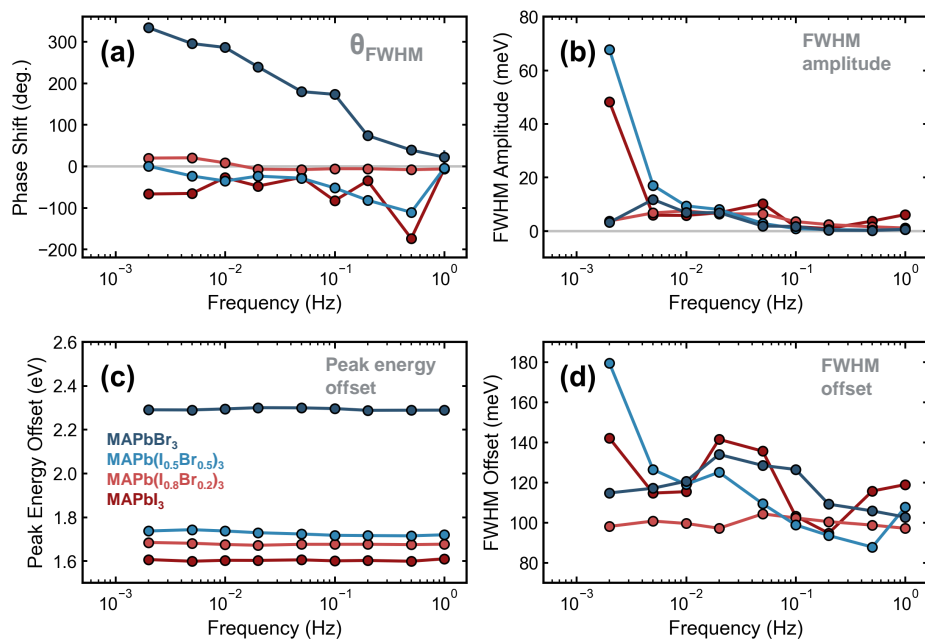 (a)
θFWHM
Phase Shift (deg.)
300
200
100
0
−100
−200
10⁻³
10⁻²
10⁻¹
10⁰
Frequency (Hz)
(b)
FWHM
amplitude
FWHM Amplitude (meV)
80
60
40
20
0
10⁻³
10⁻²
10⁻¹
10⁰
Frequency (Hz)
(c)
Peak energy
offset
Peak Energy Offset (eV)
2.6
2.4
2.2
2.0
1.8
1.6
MAPbBr₃
MAPb(I₀.₅Br₀.₅)₃
MAPb(I₀.₈Br₀.₂)₃
MAPbI₃
10⁻³
10⁻²
10⁻¹
10⁰
Frequency (Hz)
(d)
FWHM
offset
FWHM Offset (meV)
180
160
140
120
100
80
10⁻³
10⁻²
10⁻¹
10⁰
Frequency (Hz)